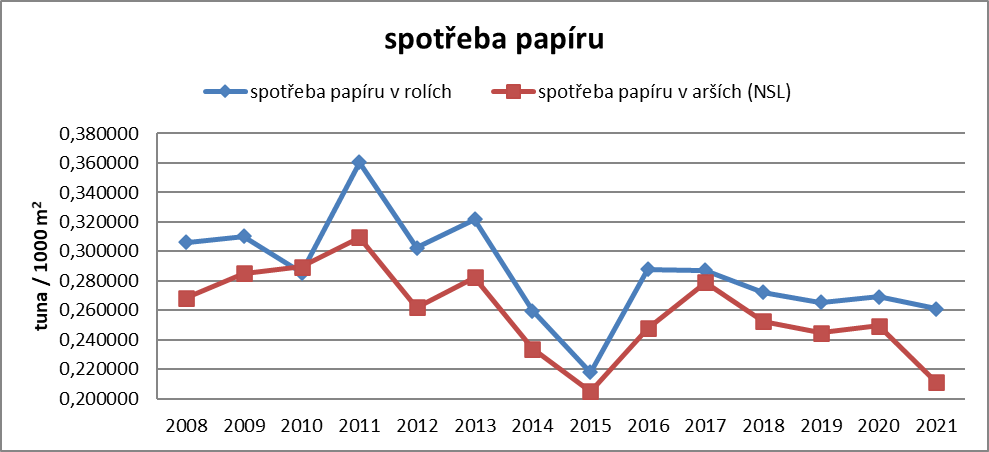 spotřeba papíru
spotřeba papíru v rolích
spotřeba papíru v arších (NSL)
tuna / 1000 m²
0,380000
0,360000
0,340000
0,320000
0,300000
0,280000
0,260000
0,240000
0,220000
0,200000
2008 2009 2010 2011 2012 2013 2014 2015 2016 2017 2018 2019 2020 2021